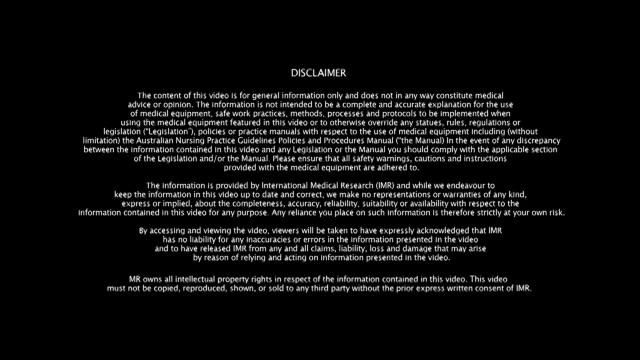 DISCLAIMER
The content of this video is for general information only and does not in any way constitute medical
advice or opinion. The information is not intended to be a complete and accurate explanation for the use
of medical equipment, safe work practices, methods, processes and protocols to be implemented when
using the medical equipment featured in this video or to otherwise override any statues, rules, regulations or
legislation ("Legislation"), policies or practice manuals with respect to the use of medical equipment including (without
limitation) the Australian Nursing Practice Guidelines Policies and Procedures Manual ("the Manual) In the event of any discrepancy
between the information contained in this video and any Legislation or the Manual you should comply with the applicable section
of the Legislation and/or the Manual. Please ensure that all safety warnings, cautions and instructions
provided with the medical equipment are adhered to.
The information is provided by International Medical Research (IMR) and while we endeavour to
keep the information in this video up to date and correct, we make no representations or warranties of any kind,
express or implied, about the completeness, accuracy, reliability, suitability or availability with respect to the
information contained in this video for any purpose. Any reliance you place on such information is therefore strictly at your own risk.
By accessing and viewing the video, viewers will be taken to have expressly acknowledged that IMR
has no liability for any inaccuracies or errors in the information presented in the video
and to have released IMR from any and all claims, liability, loss and damage that may arise
by reason of relying and acting on information presented in the video.
MR owns all intellectual property rights in respect of the information contained in this video. This video
must not be copied, reproduced, shown, or sold to any third party without the prior express written consent of IMR.